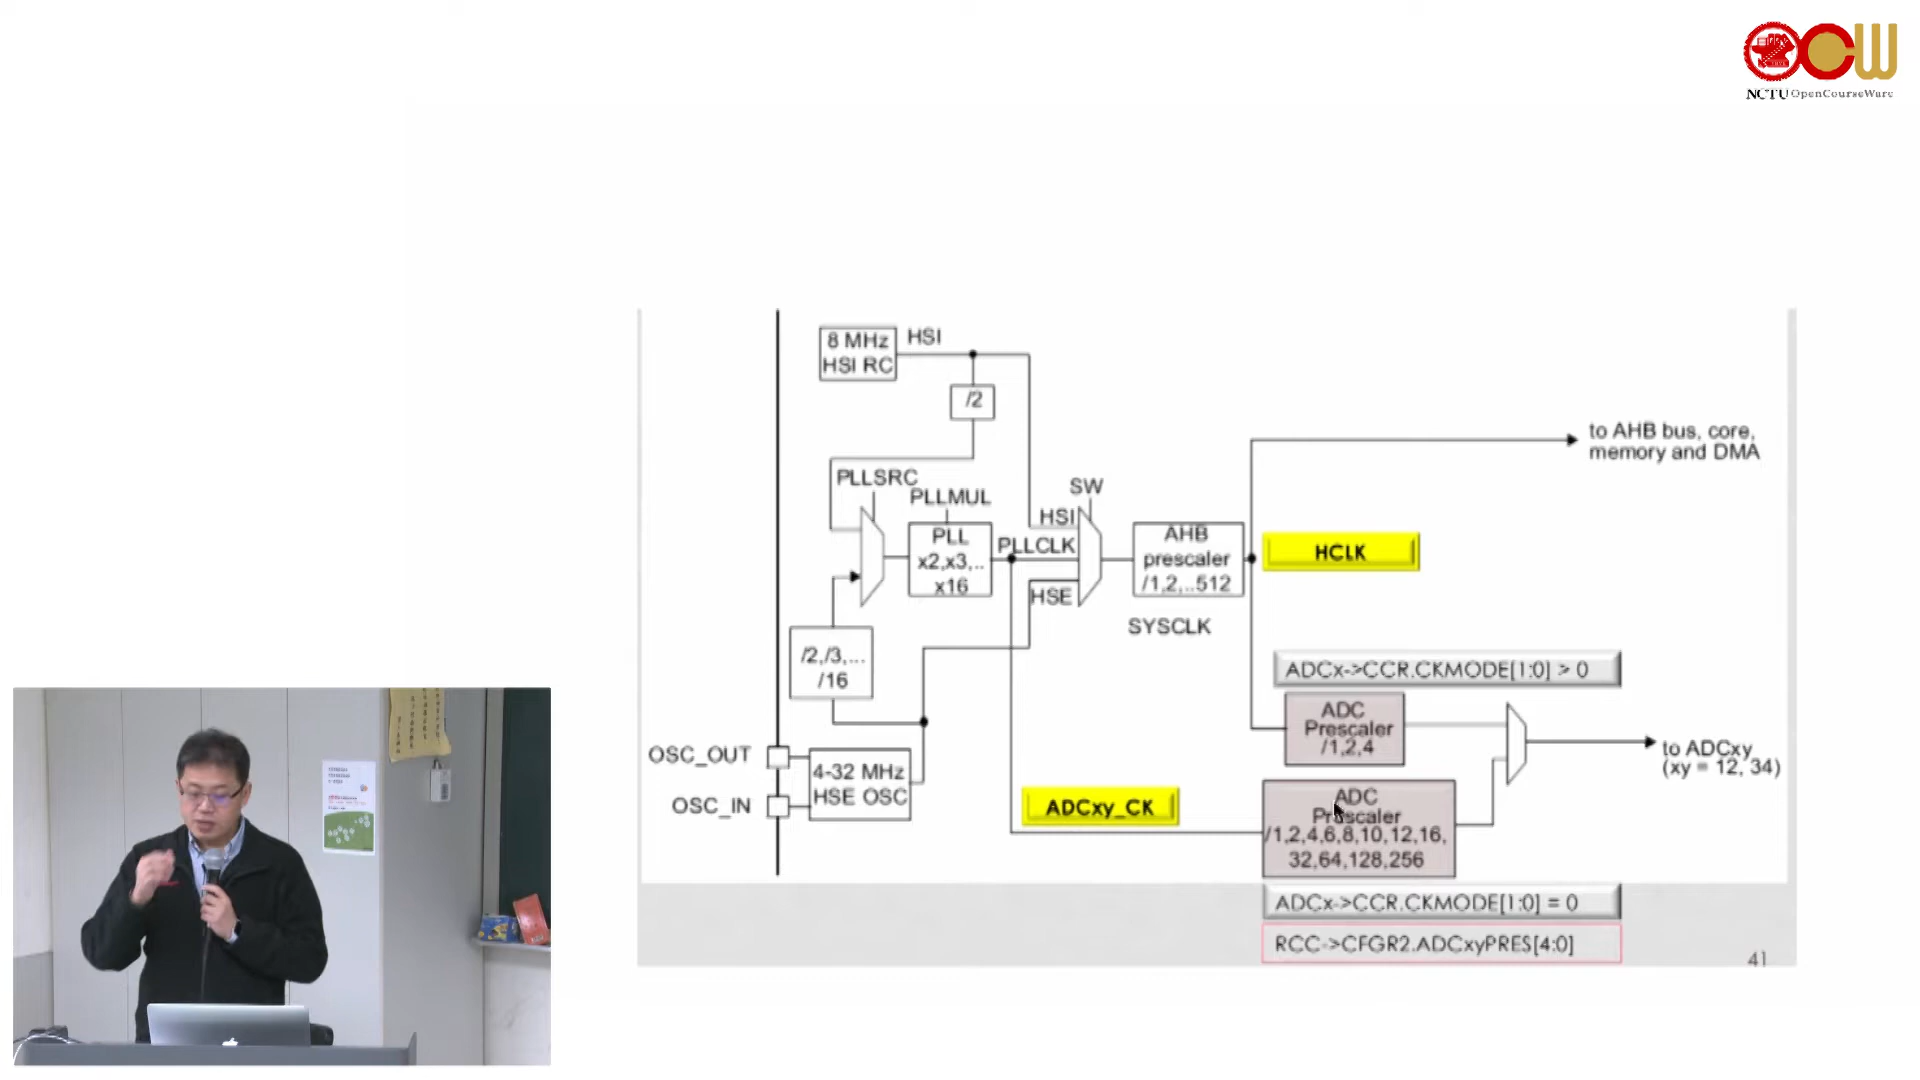 NCTU OpenCourseWare
8 MHz
HSI RC
HSI
/2
to AHB bus, core,
memory and DMA
PLLSRC
PLLMUL
SW
HSI
PLL
x2,x3,..
x16
PLLCLK
AHB
prescaler
/1,2,..512
HCLK
HSE
SYSCLK
/2,/3,...
/16
ADCx->CCR.CKMODE[1:0] > 0
ADC
Prescaler
/1,2,4
to ADCxy
(xy = 12, 34)
OSC_OUT
4-32 MHz
HSE OSC
OSC_IN
ADCxy_CK
ADC
Prescaler
/1,2,4,6,8,10,12,16,
32,64,128,256
ADCx->CCR.CKMODE[1:0] = 0
RCC->CFGR2.ADCxyPRES[4:0]
41